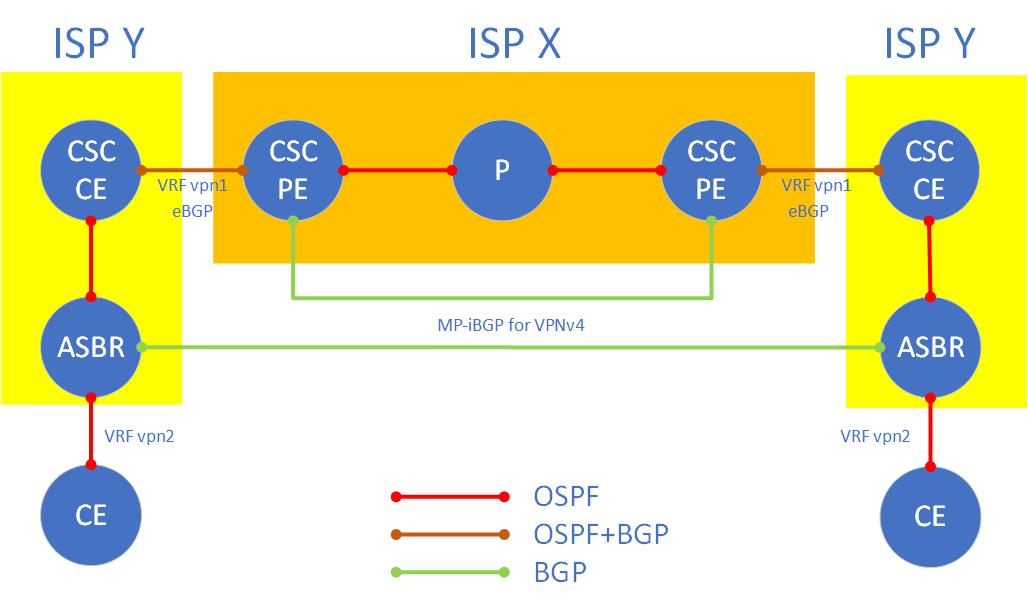 ISP Y
ISP X
ISP Y
CSC
CE
CSC
PE
P
CSC
PE
CSC
CE
VRF vpn1
eBGP
VRF vpn1
eBGP
MP-iBGP for VPNv4
ASBR
ASBR
VRF vpn2
VRF vpn2
CE
CE
OSPF
OSPF+BGP
BGP